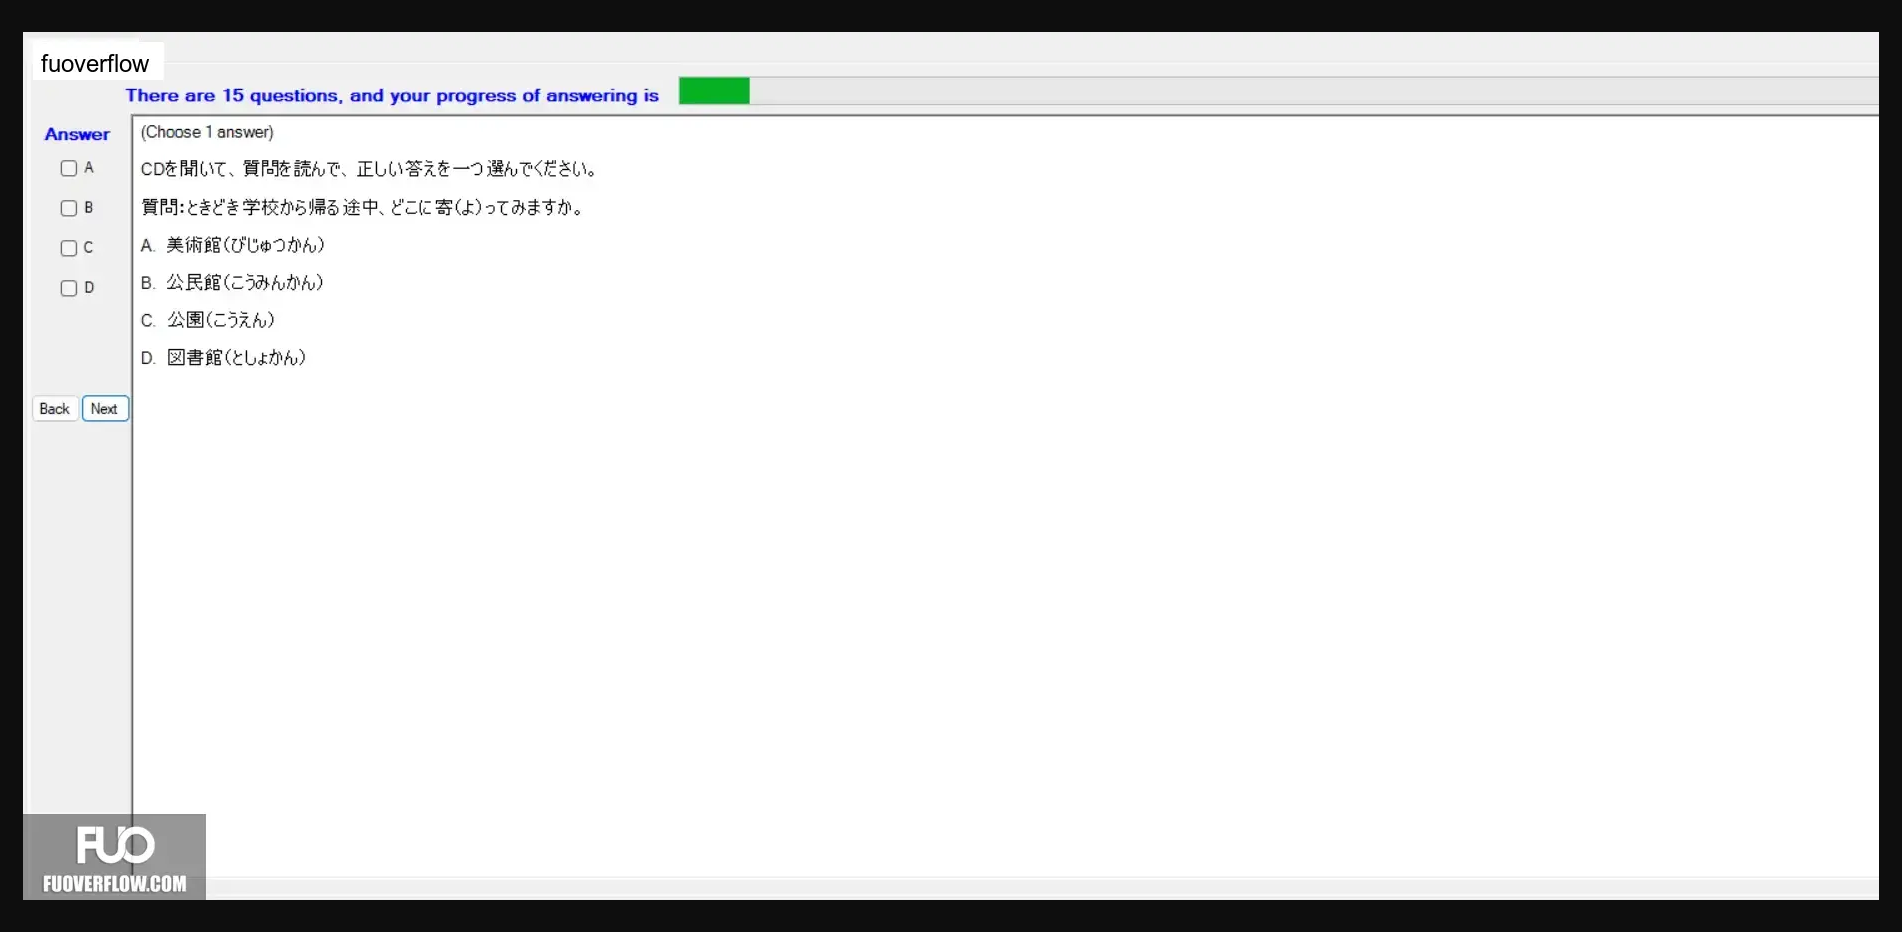 fuoverflow
There are 15 questions, and your progress of answering is
Answer
(Choose 1 answer)
A
CDを聞いて、質問を読んで、正しい答えを一つ選んでください。
B
質問:ときどき学校から帰る途中、どこに寄(よ)ってみますか。
C
A. 美術館(びじゅつかん)
D
B. 公民館(こうみんかん)
C. 公園(こうえん)
D. 図書館(としょかん)
Back Next
FUO
FUOVERFLOW.COM